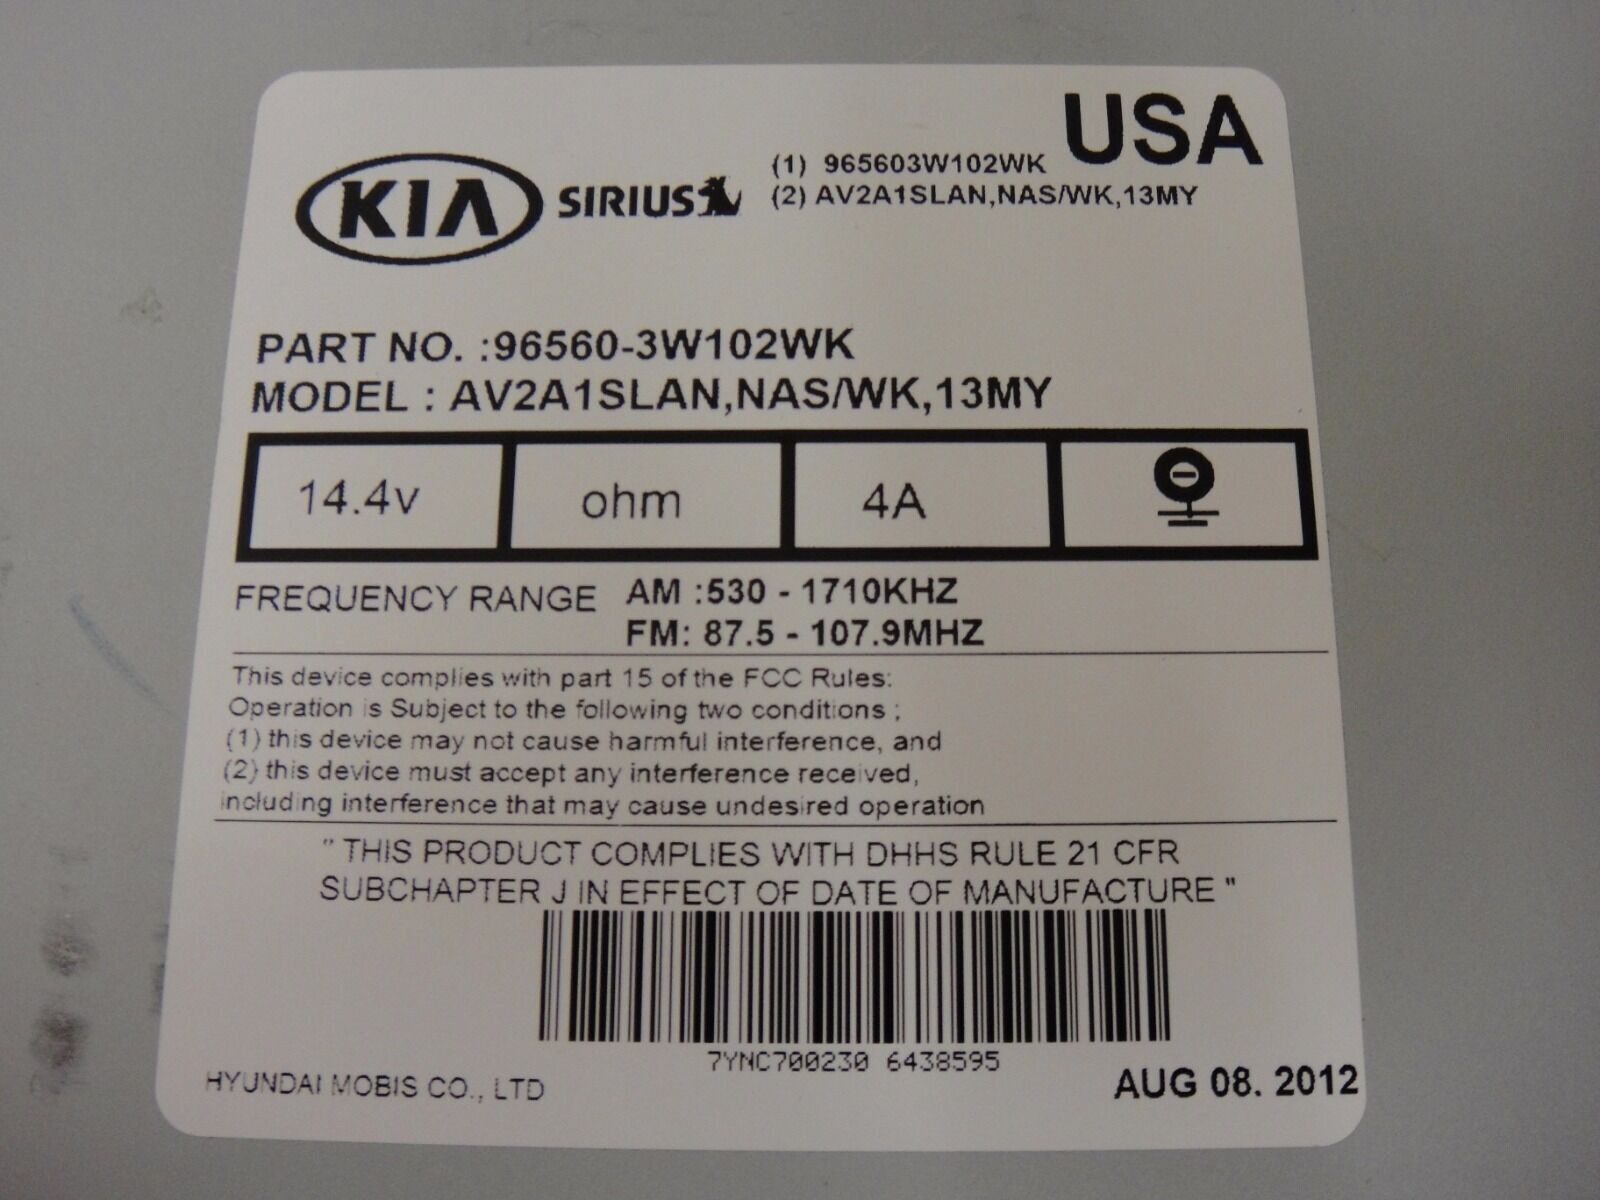 USA
KIA SIRIUS
(1) 965603W102WK
(2) AV2A1SLAN,NAS/WK,13MY
PART NO. :96560-3W102WK
MODEL : AV2A1SLAN,NAS/WK,13MY
14.4v ohm 4A
FREQUENCY RANGE AM :530 - 1710KHZ
FM: 87.5 - 107.9MHZ
This device complies with part 15 of the FCC Rules:
Operation is Subject to the following two conditions ;
(1) this device may not cause harmful interference, and
(2) this device must accept any interference received,
including interference that may cause undesired operation
" THIS PRODUCT COMPLIES WITH DHHS RULE 21 CFR
SUBCHAPTER J IN EFFECT OF DATE OF MANUFACTURE "
7YNC700230 6438595
HYUNDAI MOBIS CO., LTD
AUG 08. 2012